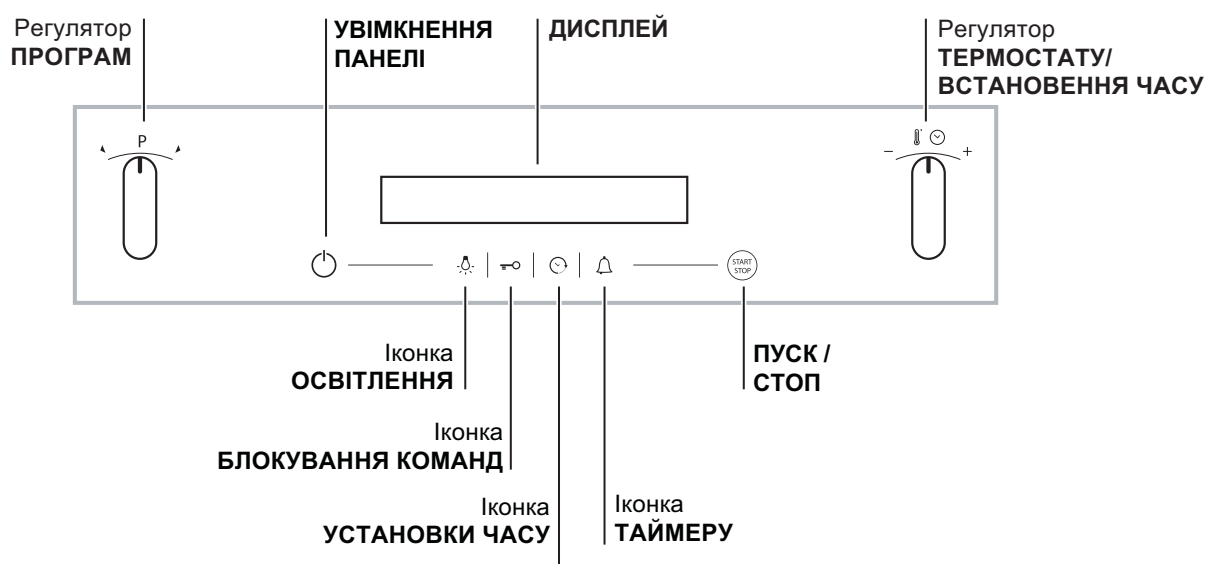 Регулятор
ПРОГРАМ
УВІМКНЕННЯ
ПАНЕЛІ
ДИСПЛЕЙ
Регулятор
ТЕРМОСТАТУ/
ВСТАНОВЕННЯ ЧАСУ
P
- +
START
STOP
Іконка
ОСВІТЛЕННЯ
ПУСК /
СТОП
Іконка
БЛОКУВАННЯ КОМАНД
Іконка
УСТАНОВКИ ЧАСУ
Іконка
ТАЙМЕРУ